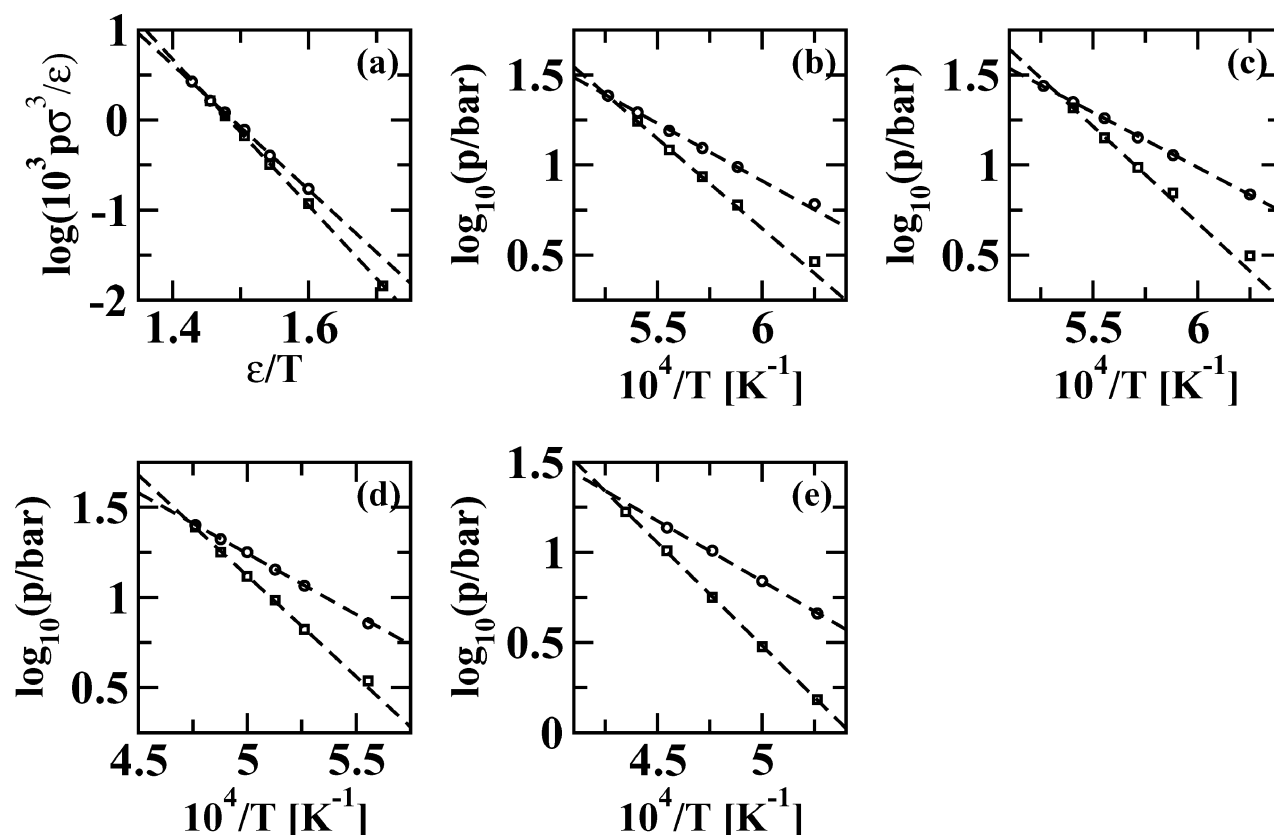 (a)
log(10³pσ³/ε)
1
0
-1
-2
1.4
1.6
ε/T
(b)
log₁₀(p/bar)
1.5
1
0.5
5.5
6
10⁴/T [K⁻¹]
(c)
log₁₀(p/bar)
1.5
1
0.5
5.5
6
10⁴/T [K⁻¹]
(d)
log₁₀(p/bar)
1.5
1
0.5
4.5
5
5.5
10⁴/T [K⁻¹]
(e)
log₁₀(p/bar)
1.5
1
0.5
0
4.5
5
10⁴/T [K⁻¹]